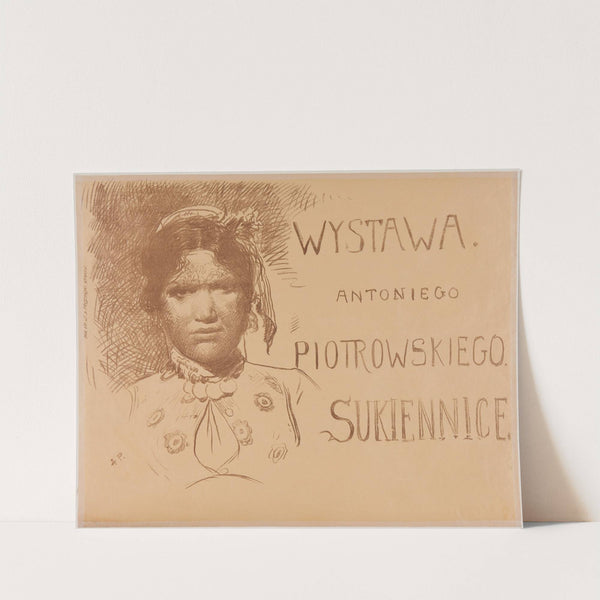 WYSTAWA.
ANTONIEGO
PIOTROWSKIEGO.
SUKIENNICE.